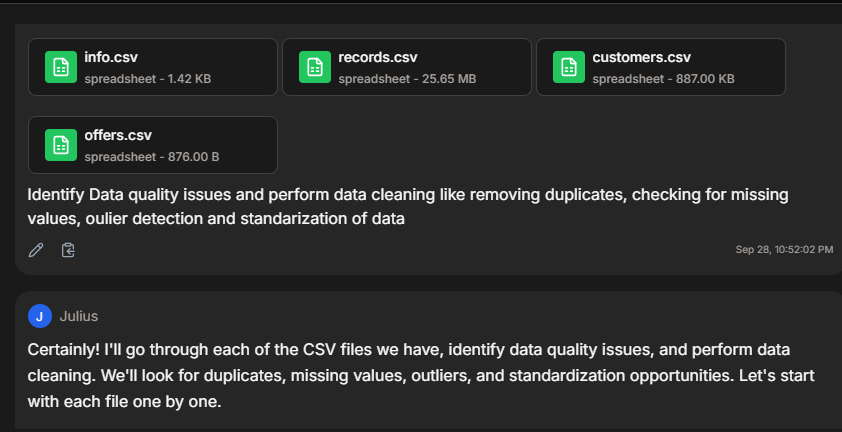 info.csv
spreadsheet - 1.42 KB
records.csv
spreadsheet - 25.65 MB
customers.csv
spreadsheet - 887.00 KB
offers.csv
spreadsheet - 876.00 B
Identify Data quality issues and perform data cleaning like removing duplicates, checking for missing
values, oulier detection and standarization of data
Sep 28, 10:52:02 PM
J Julius
Certainly! I'll go through each of the CSV files we have, identify data quality issues, and perform data
cleaning. We'll look for duplicates, missing values, outliers, and standardization opportunities. Let's start
with each file one by one.